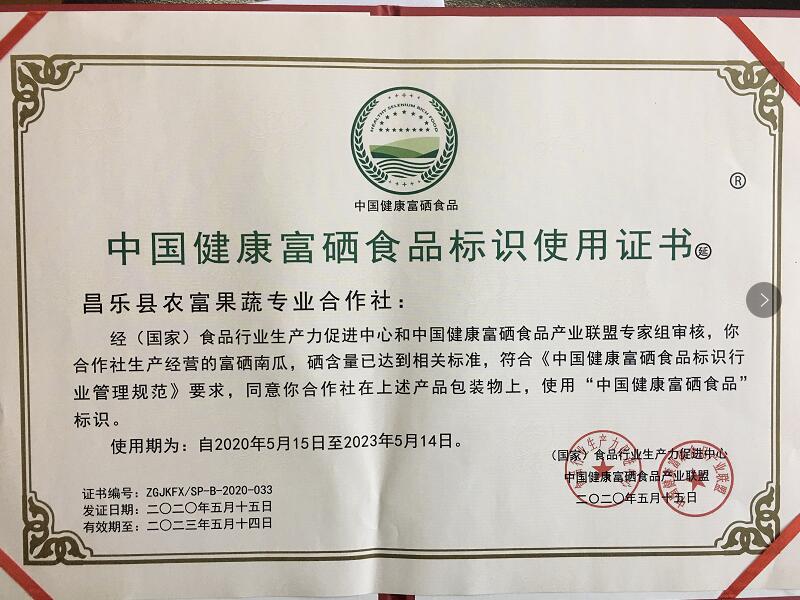 HEALTHY SELENIUM RICH FOOD
中国健康富硒食品
®
中国健康富硒食品标识使用证书 延
昌乐县农富果蔬专业合作社：
经（国家）食品行业生产力促进中心和中国健康富硒食品产业联盟专家组审核，你
合作社生产经营的富硒南瓜，硒含量已达到相关标准，符合《中国健康富硒食品标识行
业管理规范》要求，同意你合作社在上述产品包装物上，使用“中国健康富硒食品”
标识。
使用期为：自2020年5月15日至2023年5月14日。
（国家）食品行业生产力促进中心
中国健康富硒食品产业联盟
二〇二〇年五月十五日
证书编号：ZGJKFX/SP-B-2020-033
发证日期：二〇二〇年五月十五日
有效期至：二〇二三年五月十四日